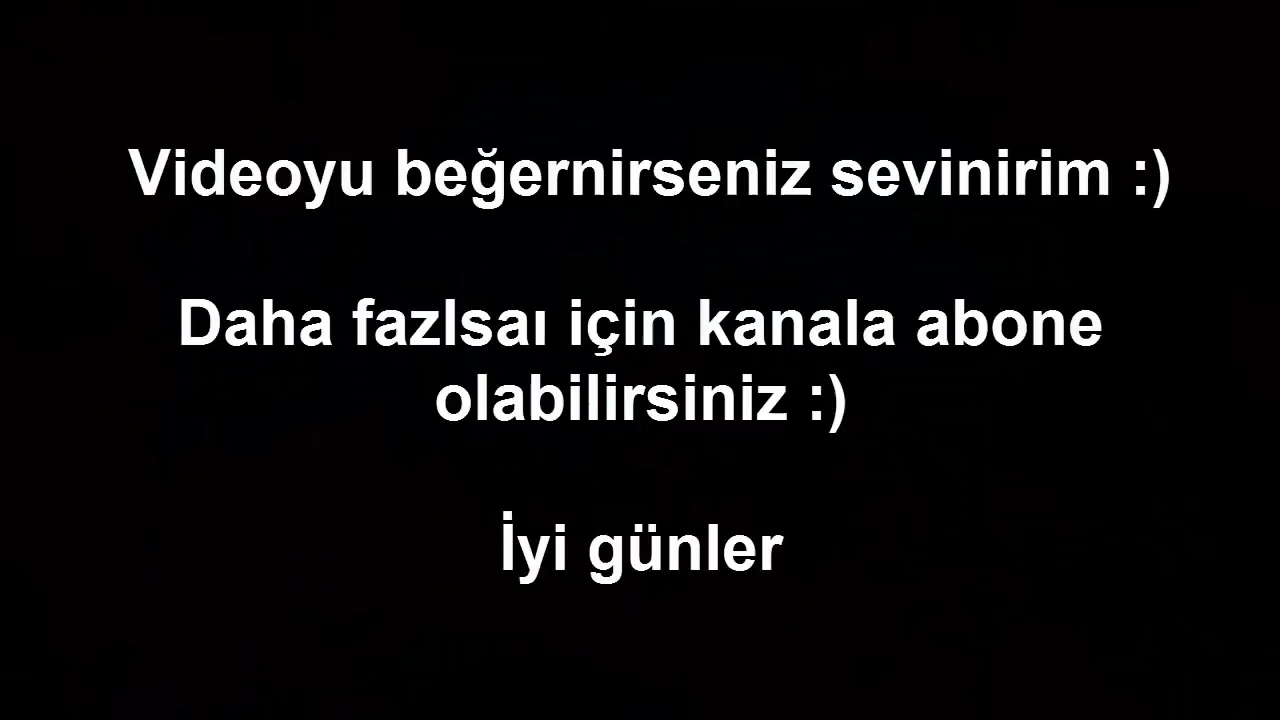 Videoyu beğernirseniz sevinirim :)
Daha fazlsaı için kanala abone
olabilirsiniz :)
İyi günler